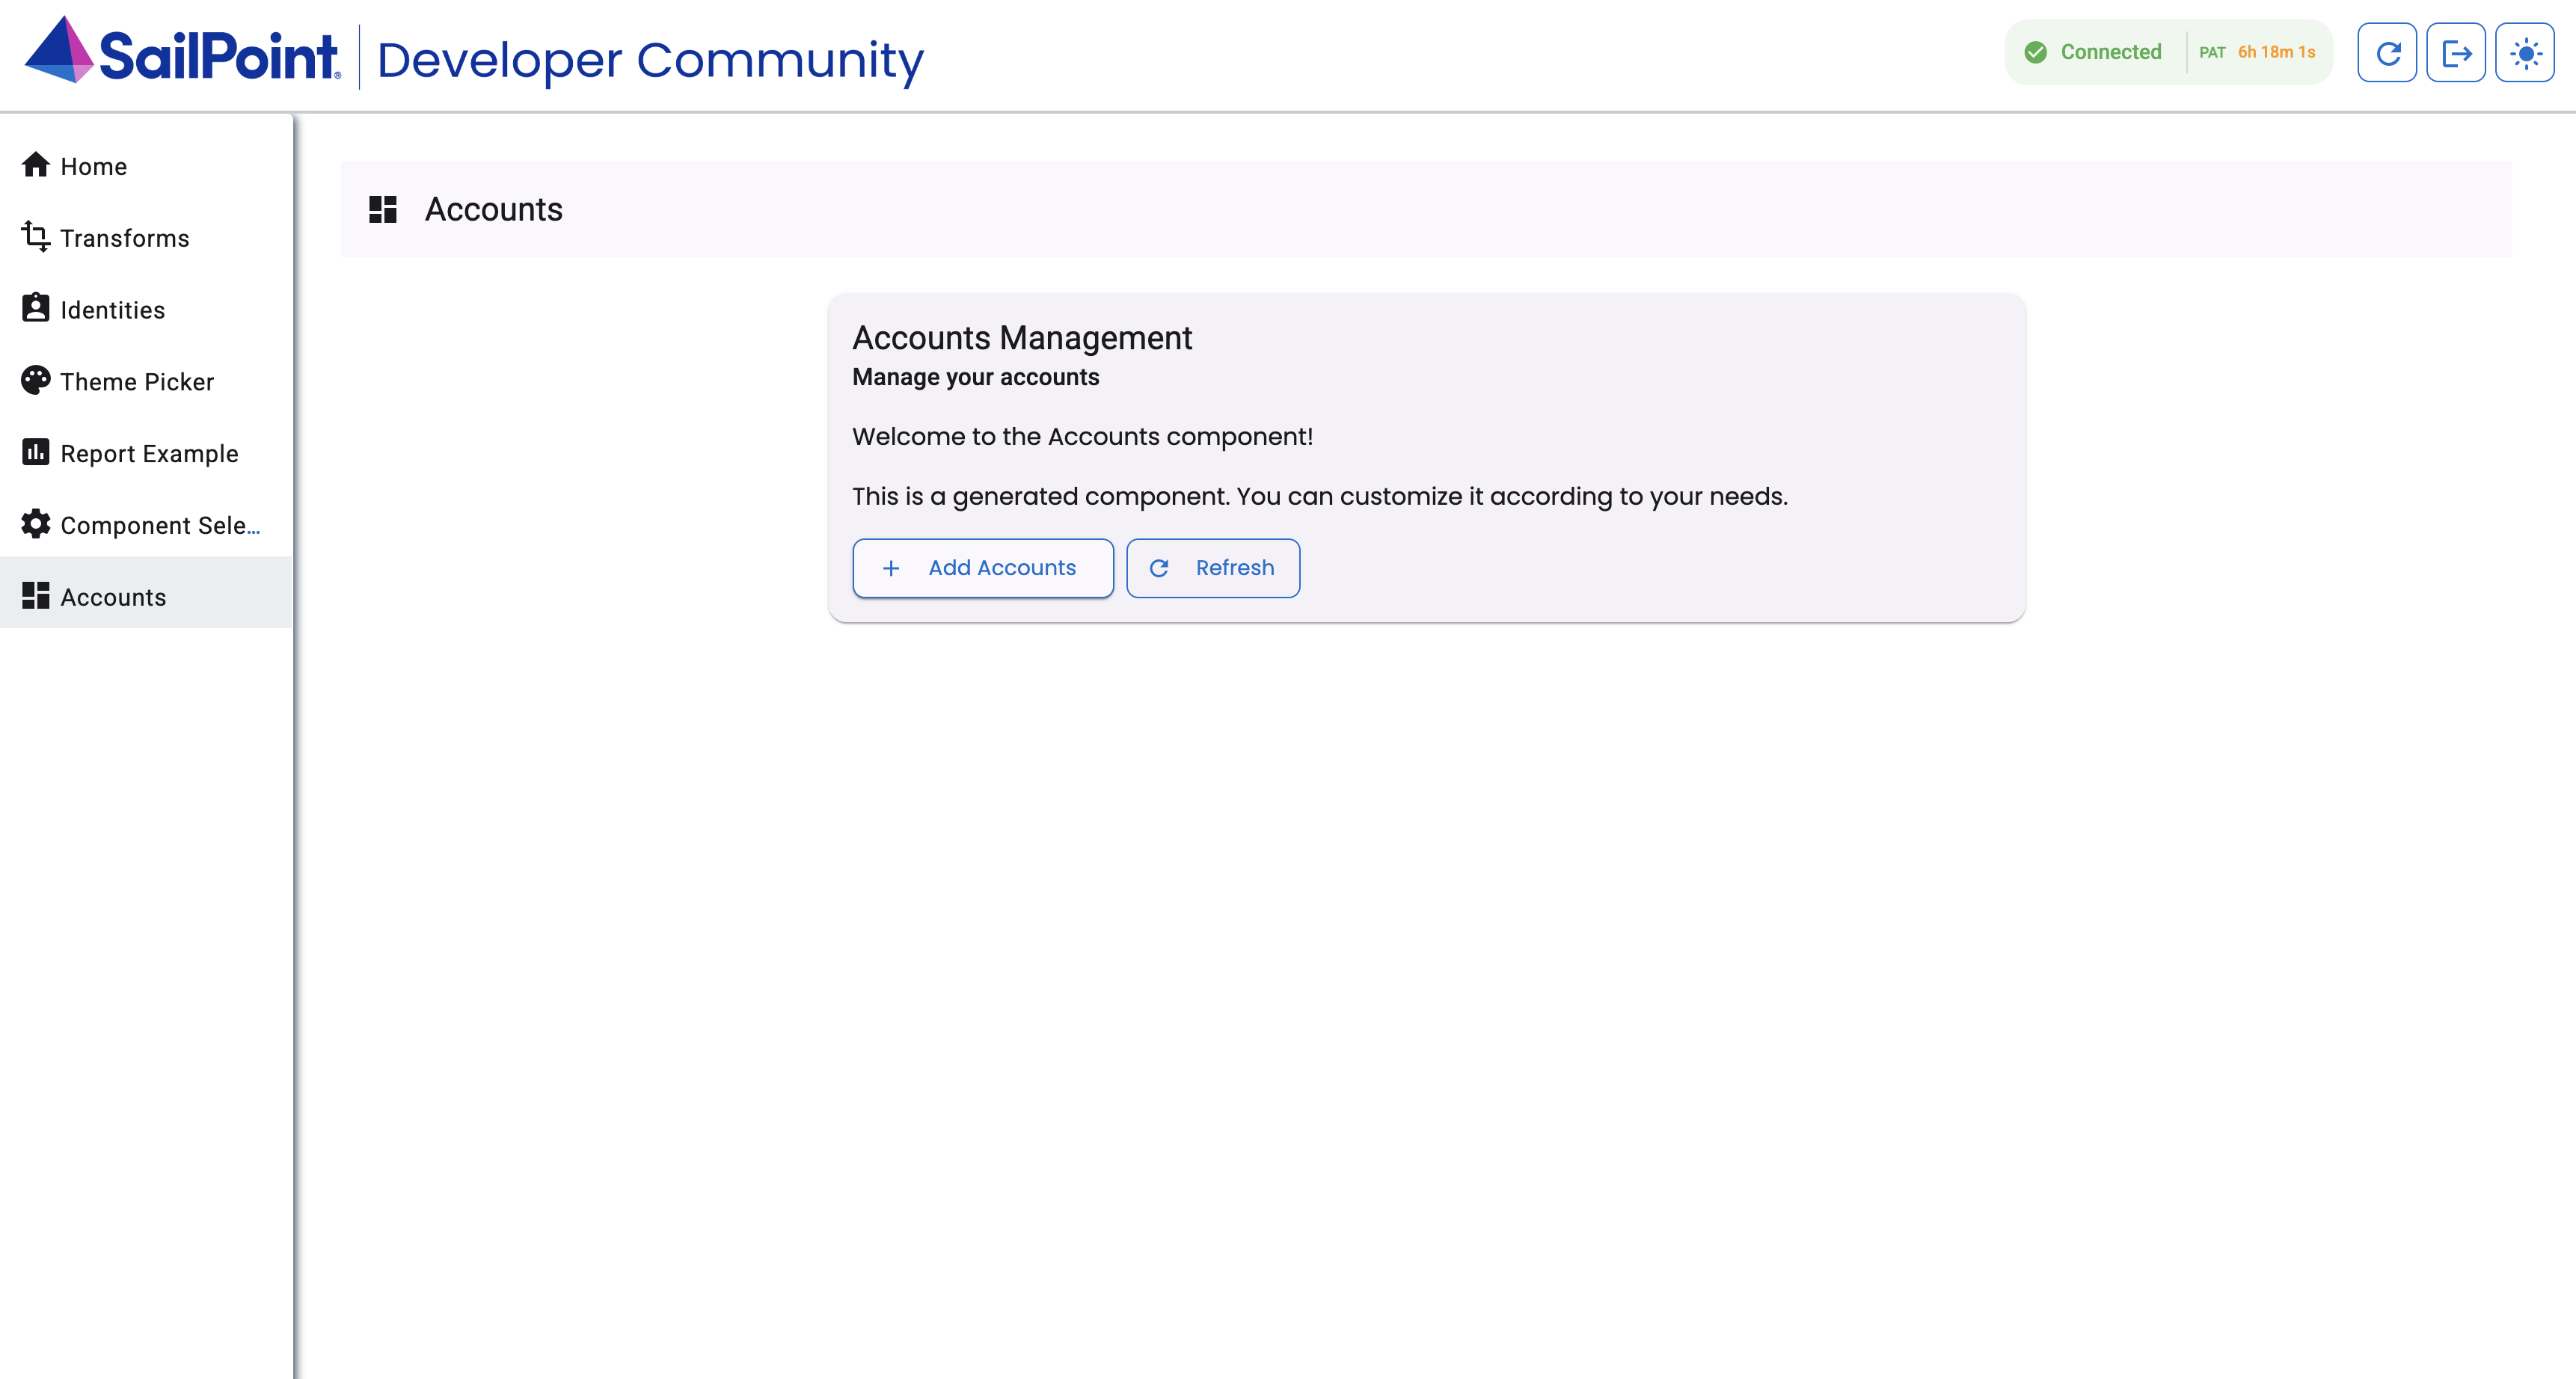 SailPoint® Developer Community
Connected PAT 6h 18m 1s
Home
Transforms
Identities
Theme Picker
Report Example
Component Sele...
Accounts
Accounts
Accounts Management
Manage your accounts
Welcome to the Accounts component!
This is a generated component. You can customize it according to your needs.
Add Accounts Refresh